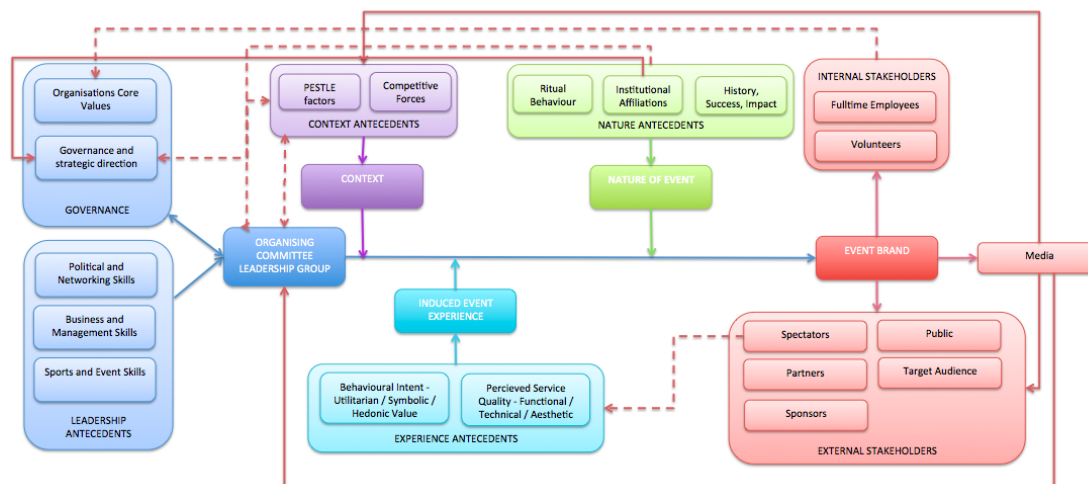 Organisations Core
Values
Governance and
strategic direction
GOVERNANCE
Political and
Networking Skills
Business and
Management Skills
Sports and Event Skills
LEADERSHIP
ANTECEDENTS
PESTLE
factors
Competitive
Forces
CONTEXT ANTECEDENTS
CONTEXT
ORGANISING
COMMITTEE
LEADERSHIP GROUP
Ritual
Behaviour
Institutional
Affiliations
History,
Success, Impact
NATURE ANTECEDENTS
NATURE OF EVENT
INDUCED EVENT
EXPERIENCE
Behavioural Intent -
Utilitarian / Symbolic /
Hedonic Value
Percieved Service
Quality - Functional /
Technical / Aesthetic
EXPERIENCE ANTECEDENTS
INTERNAL STAKEHOLDERS
Fulltime Employees
Volunteers
EVENT BRAND
Media
Spectators
Public
Partners
Target Audience
Sponsors
EXTERNAL STAKEHOLDERS